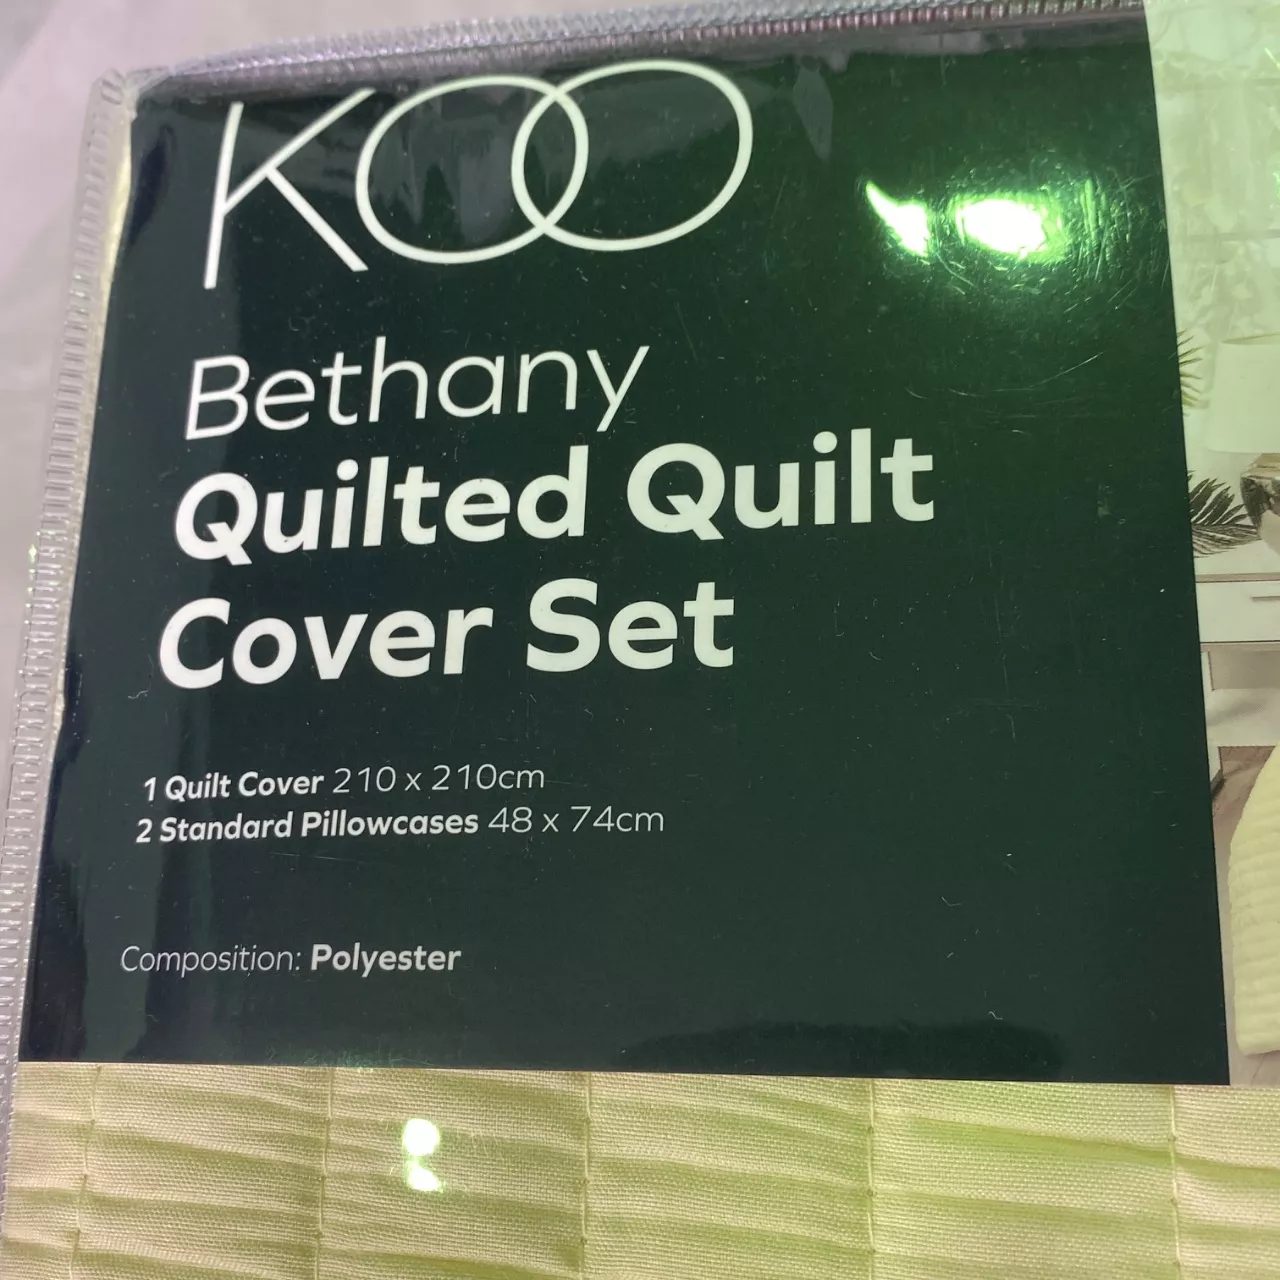 KOO
Bethany
Quilted Quilt
Cover Set
1 Quilt Cover 210 x 210cm
2 Standard Pillowcases 48 x 74cm
Composition: Polyester